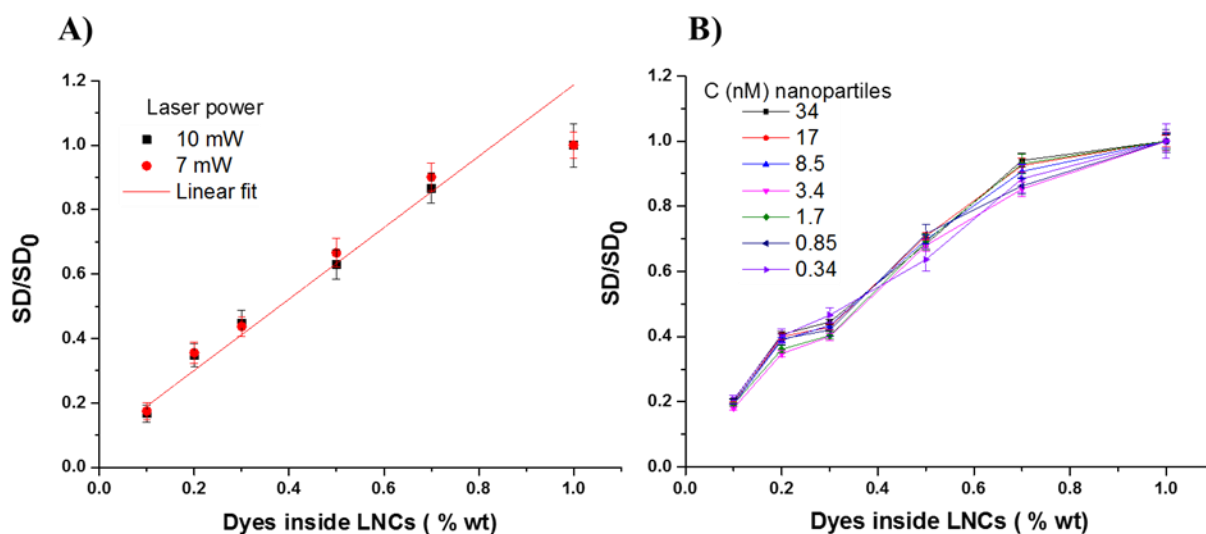 A)
1.2
1.0
0.8
0.6
0.4
0.2
0.0
SD/SD0
Laser power
10 mW
7 mW
Linear fit
0.0 0.2 0.4 0.6 0.8 1.0
Dyes inside LNCs ( % wt)
B)
1.2
1.0
0.8
0.6
0.4
0.2
0.0
SD/SD0
C (nM) nanopartiles
34
17
8.5
3.4
1.7
0.85
0.34
0.0 0.2 0.4 0.6 0.8 1.0
Dyes inside LNCs ( % wt)